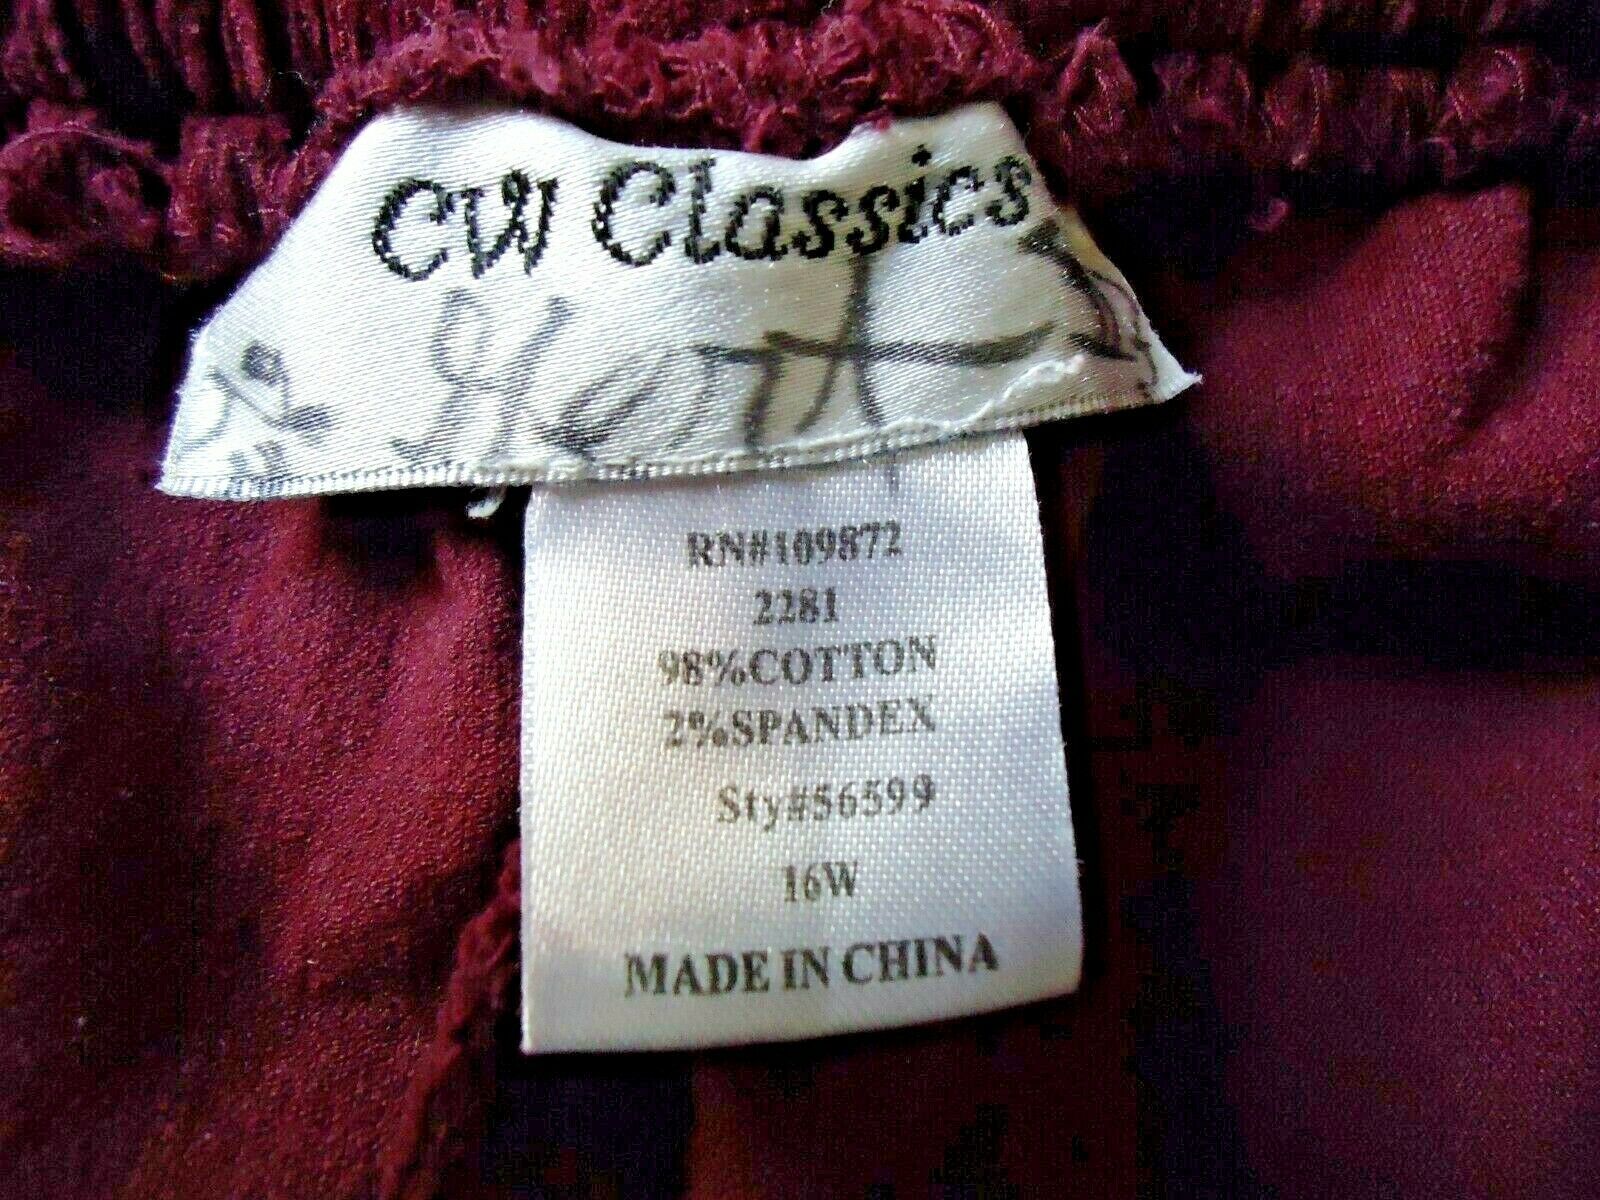 CW Classics
RN#109872
2281
98%COTTON
2%SPANDEX
Sty#56599
16W
MADE IN CHINA